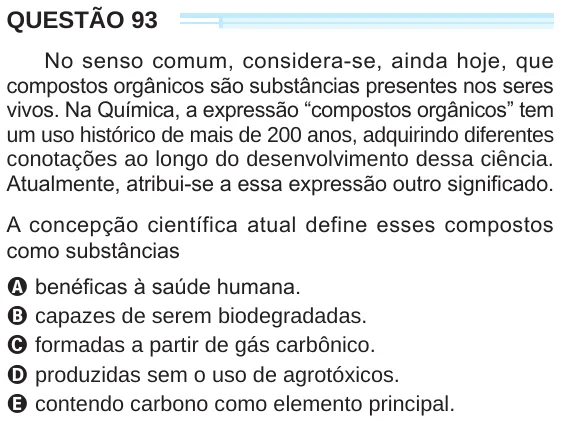 QUESTÃO 93
No senso comum, considera-se, ainda hoje, que
compostos orgânicos são substâncias presentes nos seres
vivos. Na Química, a expressão “compostos orgânicos” tem
um uso histórico de mais de 200 anos, adquirindo diferentes
conotações ao longo do desenvolvimento dessa ciência.
Atualmente, atribui-se a essa expressão outro significado.
A concepção científica atual define esses compostos
como substâncias
A benéficas à saúde humana.
B capazes de serem biodegradadas.
C formadas a partir de gás carbônico.
D produzidas sem o uso de agrotóxicos.
E contendo carbono como elemento principal.